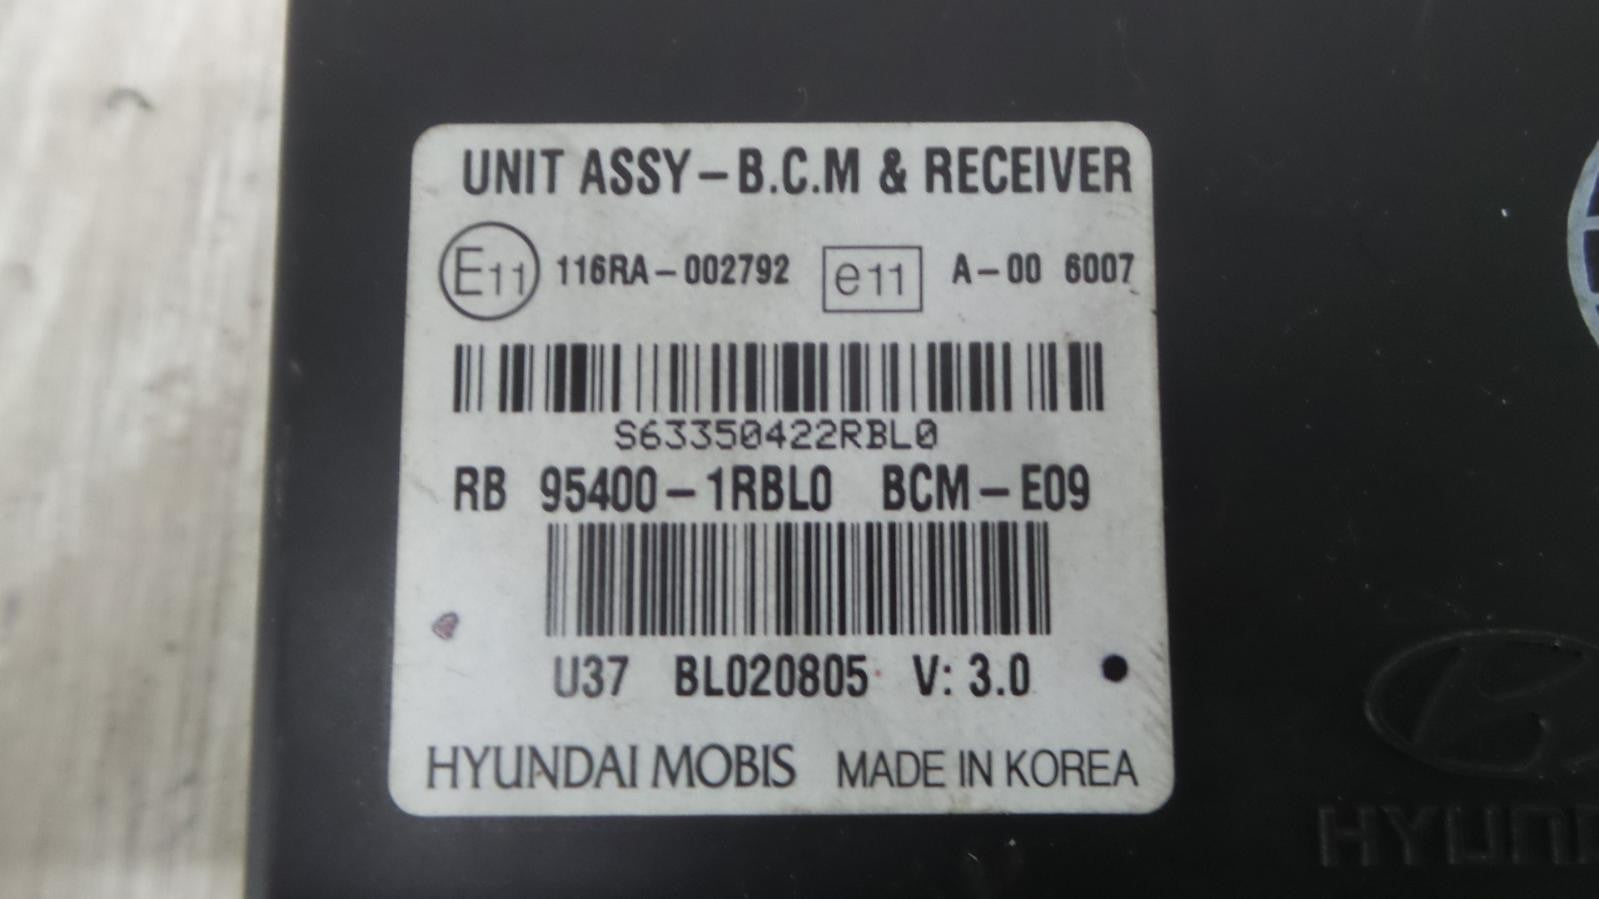 UNIT ASSY-B.C.M & RECEIVER
E11 116RA-002792 e11 A-00 6007
S63350422RBL0
RB 95400-1RBL0 BCM-E09
U37 BL020805 V: 3.0
HYUNDAI MOBIS MADE IN KOREA
HYUND